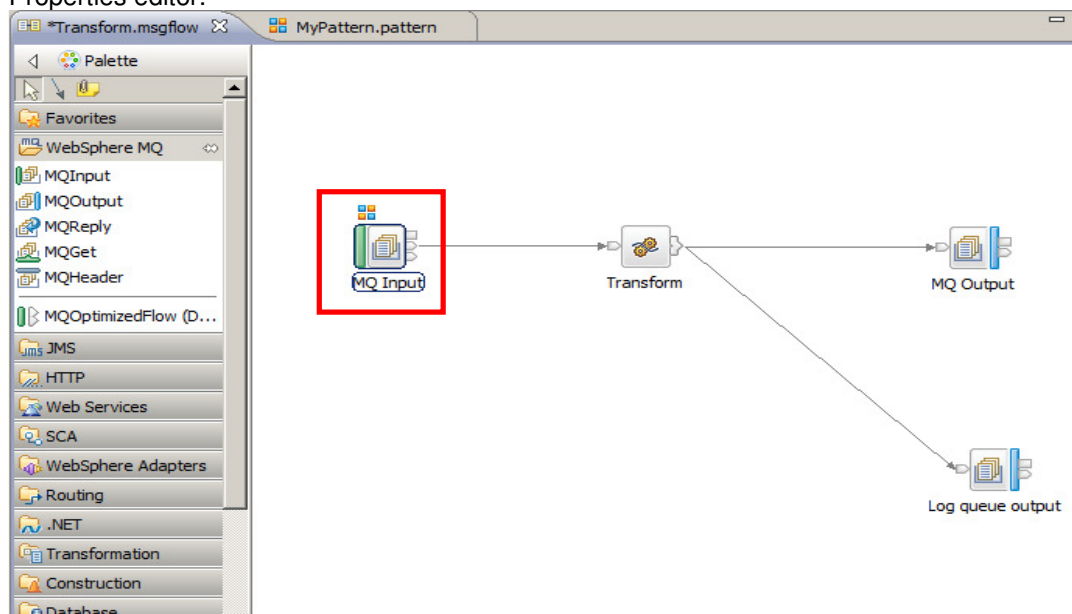 Properties editor:
*Transform.msgflow
MyPattern.pattern
Palette
Favorites
WebSphere MQ
MQInput
MQOutput
MQReply
MQGet
MQHeader
MQOptimizedFlow (D...
JMS
HTTP
Web Services
SCA
WebSphere Adapters
Routing
.NET
Transformation
Construction
Database
MQ Input
Transform
MQ Output
Log queue output